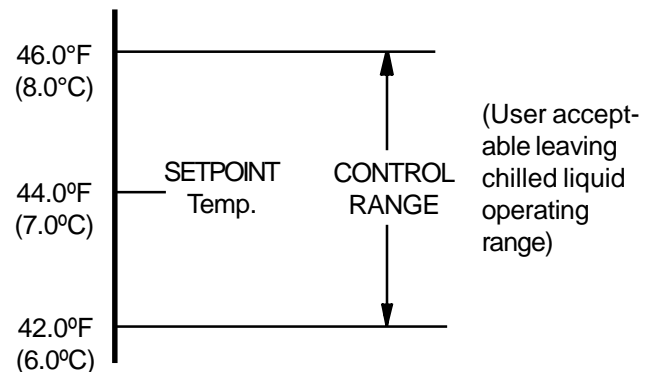 46.0°F
(8.0°C)
SETPOINT
Temp.
44.0ºF
(7.0ºC)
CONTROL
RANGE
(User accept-
able leaving
chilled liquid
operating
range)
42.0ºF
(6.0ºC)